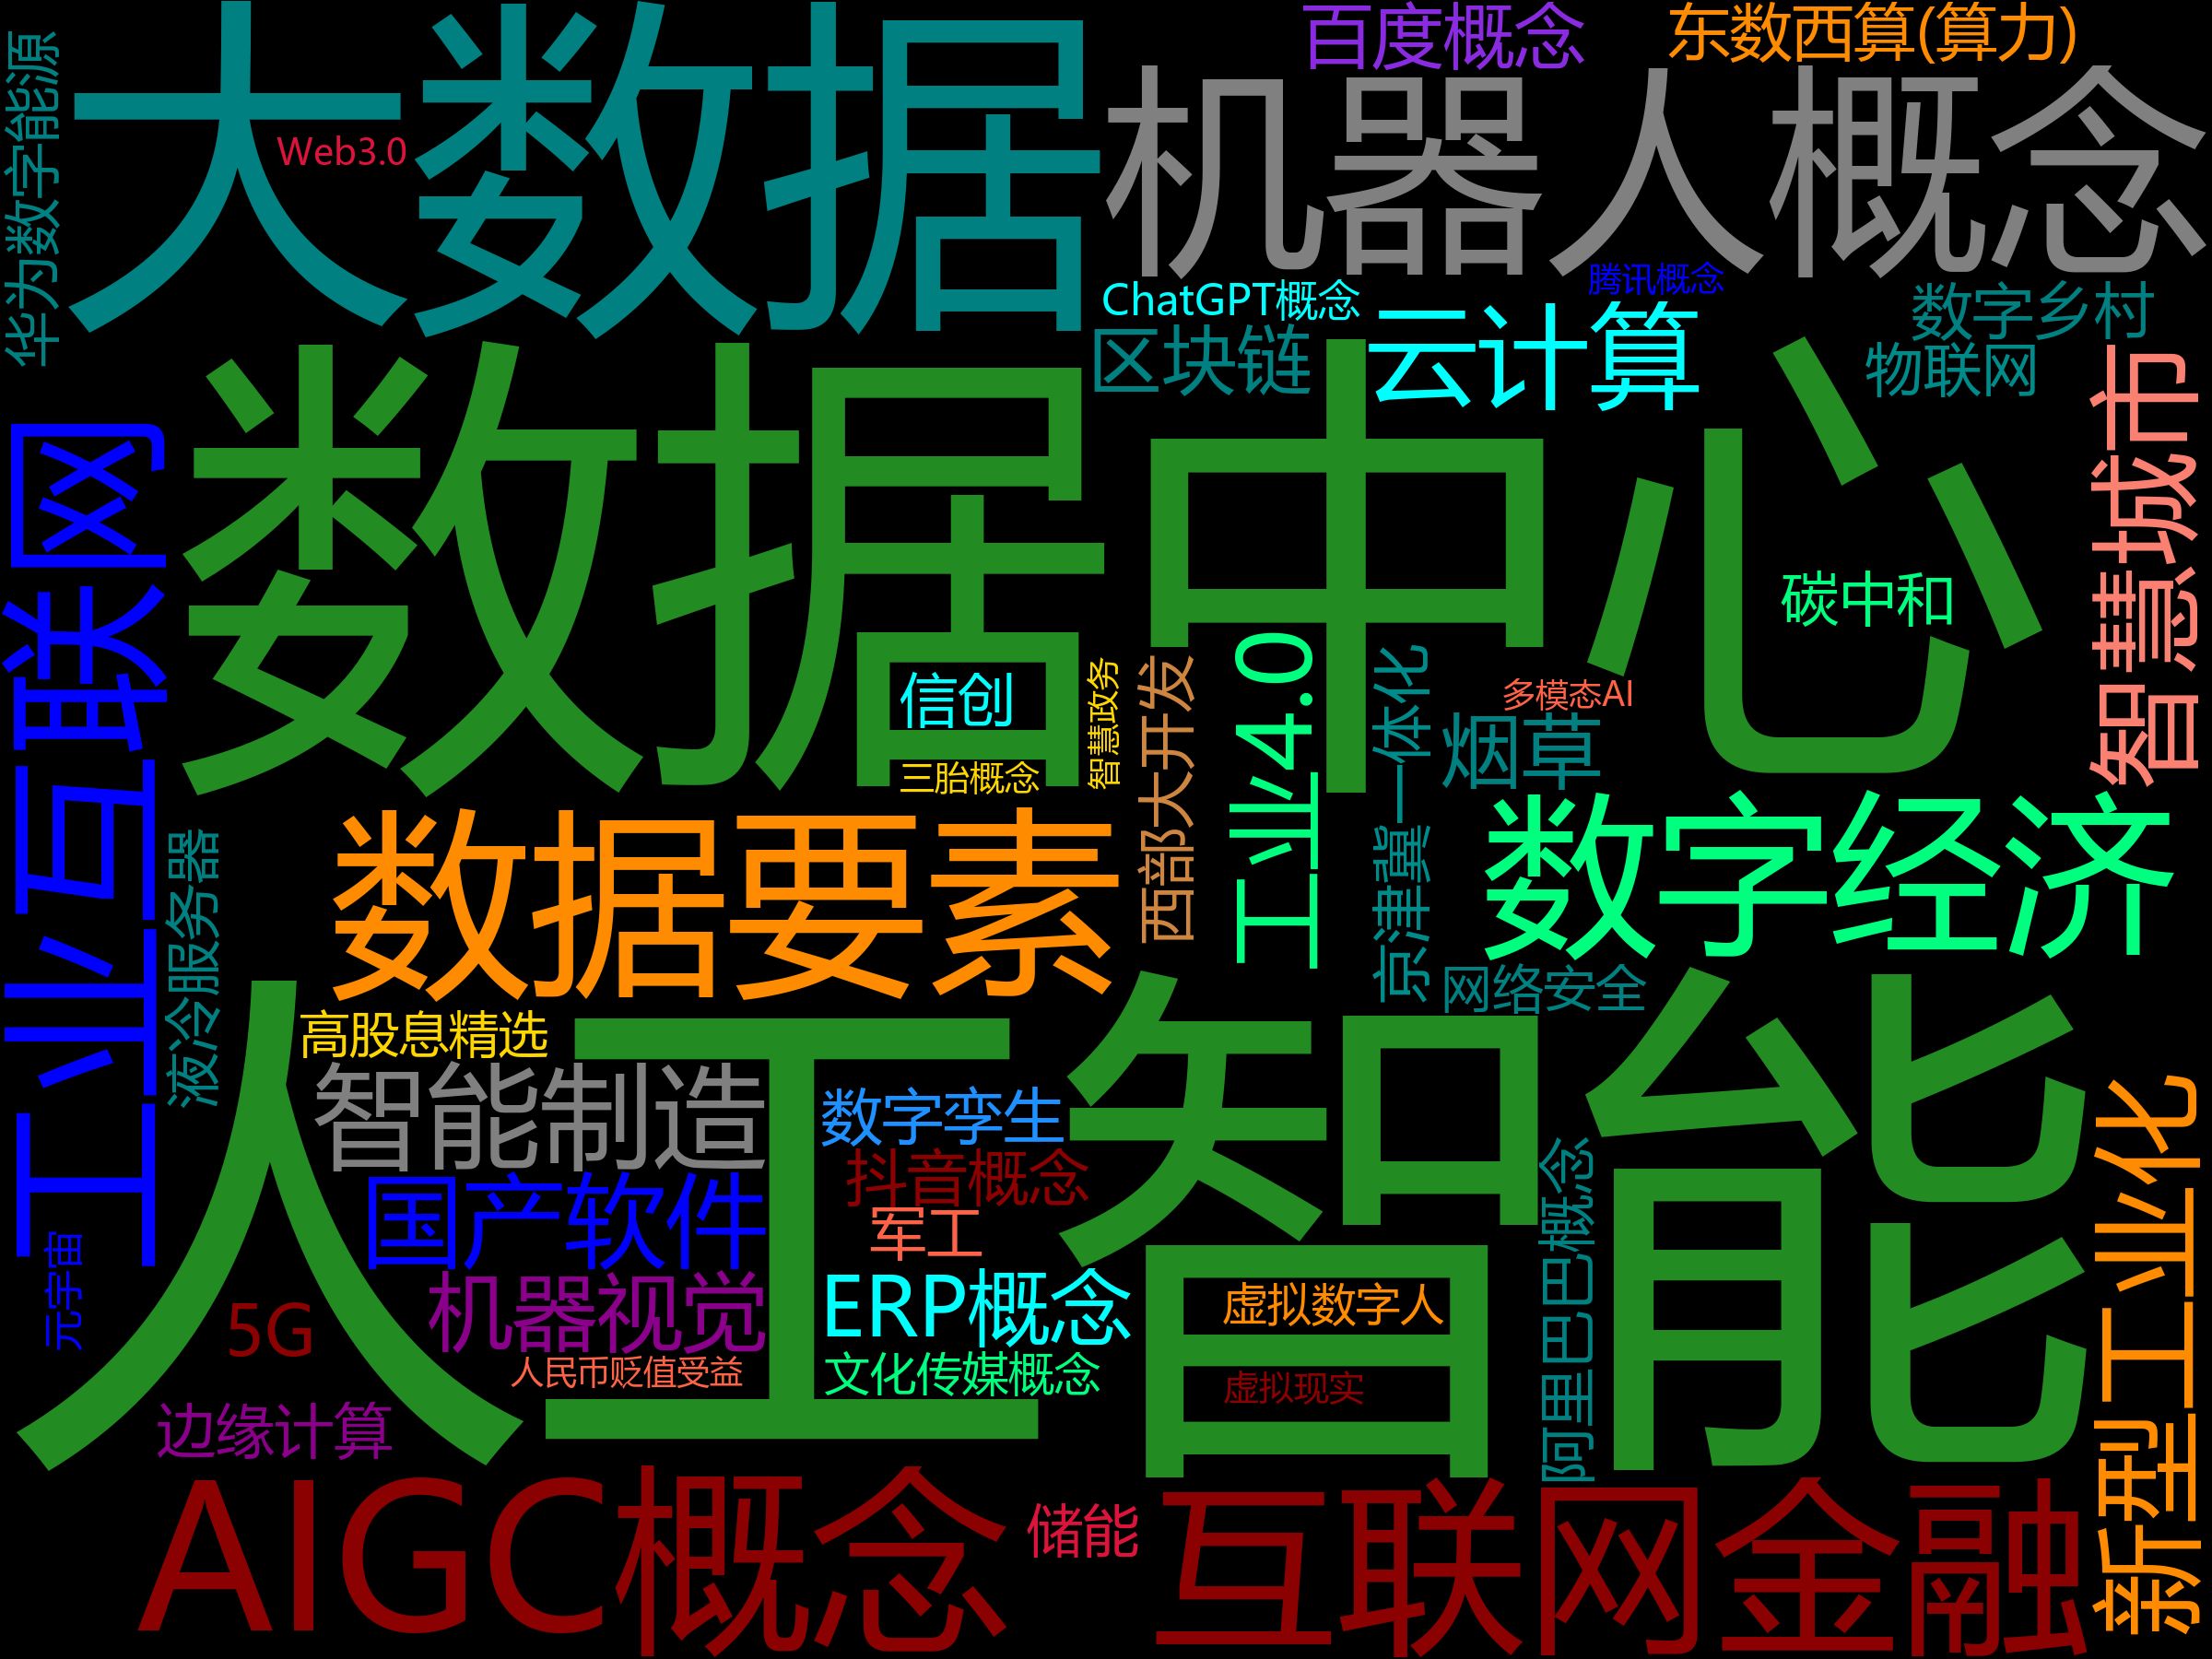 百度概念
东数西算(算力)
大数据
机器人概念
华为数字能源
Web3.0
ChatGPT概念
腾讯概念
数字乡村
区块链
云计算
物联网
数据中心
工业互联网
智慧城市
碳中和
信创
智慧政务
西部大开发
工业4.0
京津冀一体化
多模态AI
烟草
三胎概念
数据要素
数字经济
液冷服务器
网络安全
高股息精选
人工智能
智能制造
数字孪生
抖音概念
国产软件
军工
阿里巴巴概念
新型工业化
元宇宙
5G
机器视觉
ERP概念
虚拟数字人
人民币贬值受益
文化传媒概念
虚拟现实
边缘计算
AIGC概念
储能
互联网金融